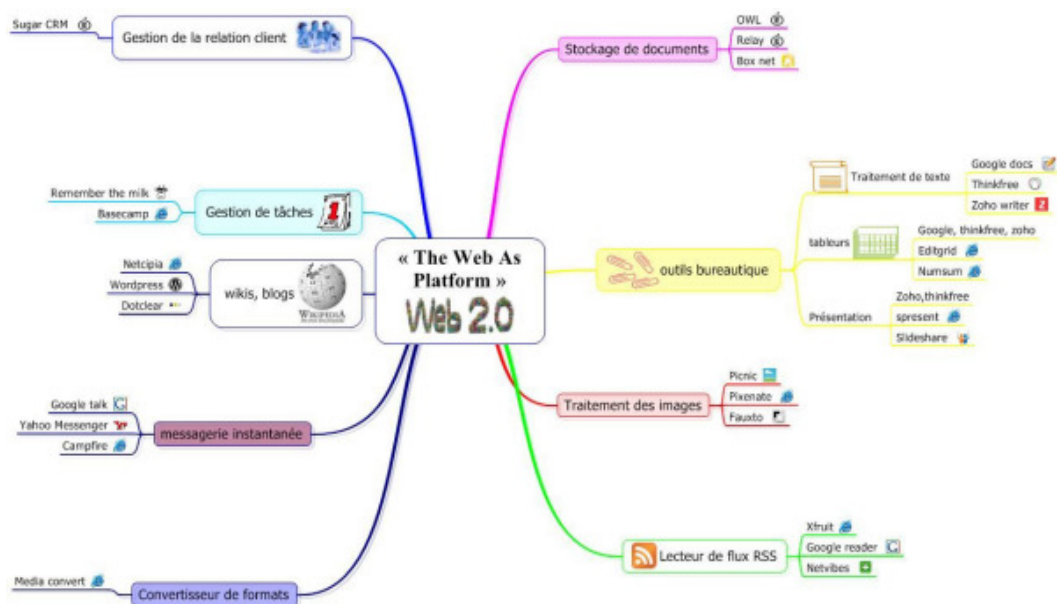 « The Web As
Platform »
Web 2.0
Sugar CRM
Gestion de la relation client
Remember the milk
Basecamp
Gestion de tâches
1
Netcipia
Wordpress
Dotclear
wikis, blogs
WIKIPEDIA
Google talk
Yahoo Messenger
Campfire
messagerie instantanée
Media convert
Convertisseur de formats
Stockage de documents
OWL
Relay
Box net
outils bureautique
Traitement de texte
Google docs
Thinkfree
Zoho writer
tableurs
Google, thinkfree, zoho
Editgrid
Numsum
Présentation
Zoho,thinkfree
spresent
Slideshare
Traitement des images
Picnic
Pixenate
Fauxto
Lecteur de flux RSS
Xfruit
Google reader
Netvibes